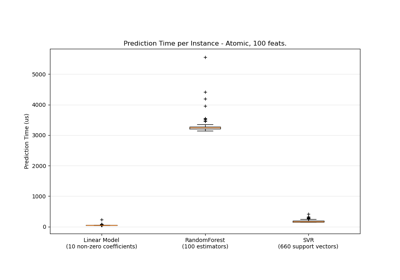 Prediction Time per Instance - Atomic, 100 feats.
Prediction Time (us)
5000
4000
3000
2000
1000
0
Linear Model
(10 non-zero coefficients)
RandomForest
(100 estimators)
SVR
(660 support vectors)